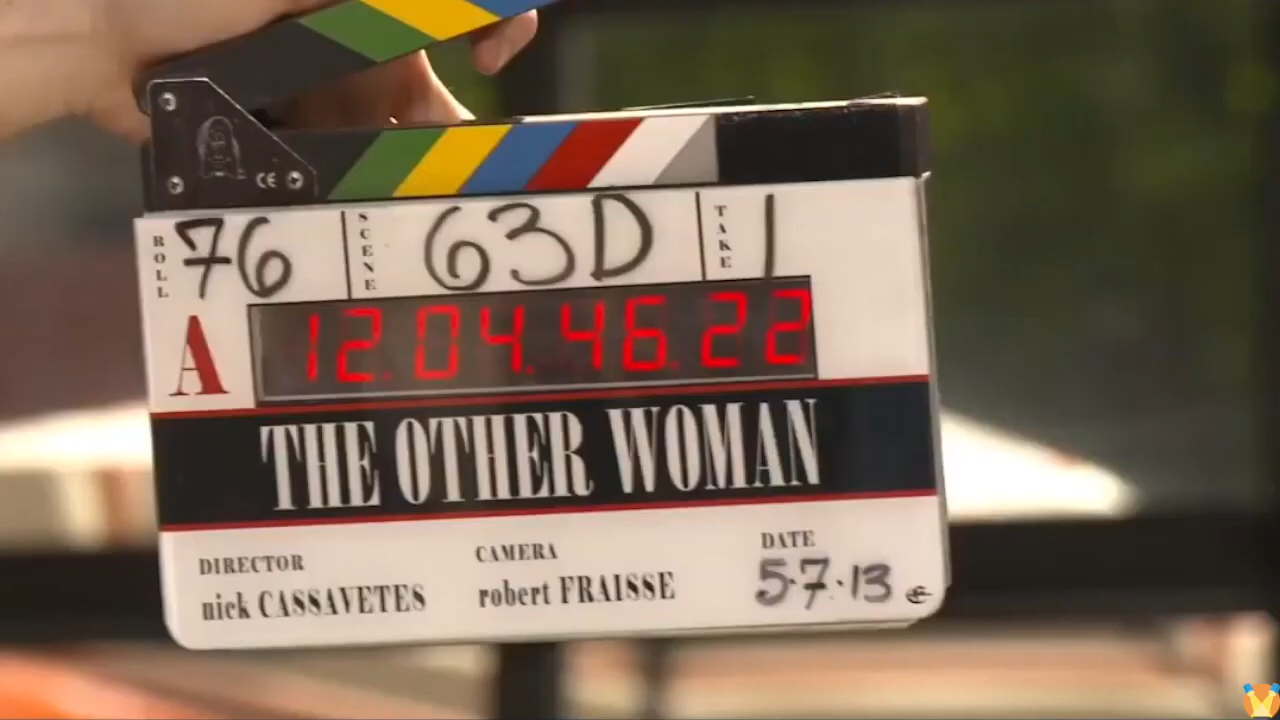 CE
ROLL 76 SCENE 63D TAKE 1
A 12.04.46.22
THE OTHER WOMAN
DIRECTOR CAMERA DATE
nick CASSAVETES robert FRAISSE 5·7·13